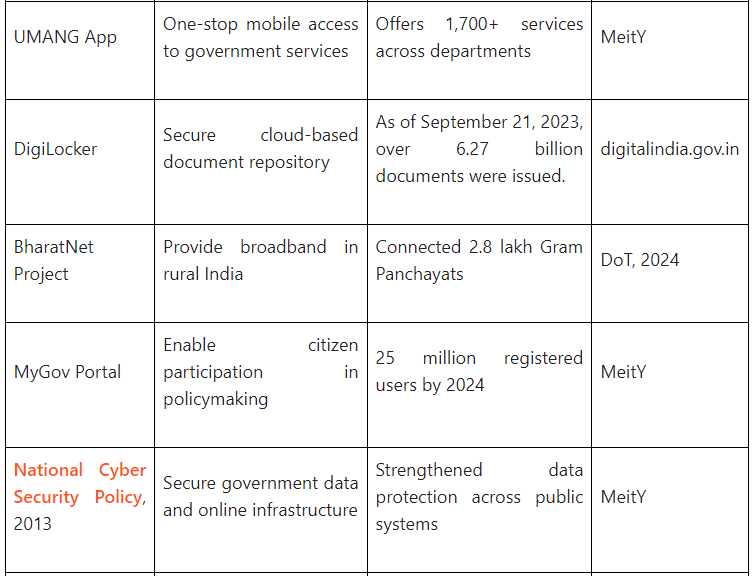 UMANG App
One-stop mobile access
to government services
Offers 1,700+ services
across departments
MeitY
DigiLocker
Secure cloud-based
document repository
As of September 21, 2023,
over 6.27 billion
documents were issued.
digitalindia.gov.in
BharatNet
Project
Provide broadband in
rural India
Connected 2.8 lakh Gram
Panchayats
DoT, 2024
MyGov Portal
Enable citizen
participation in
policymaking
25 million registered
users by 2024
MeitY
National Cyber
Security Policy,
2013
Secure government data
and online infrastructure
Strengthened data
protection across public
systems
MeitY